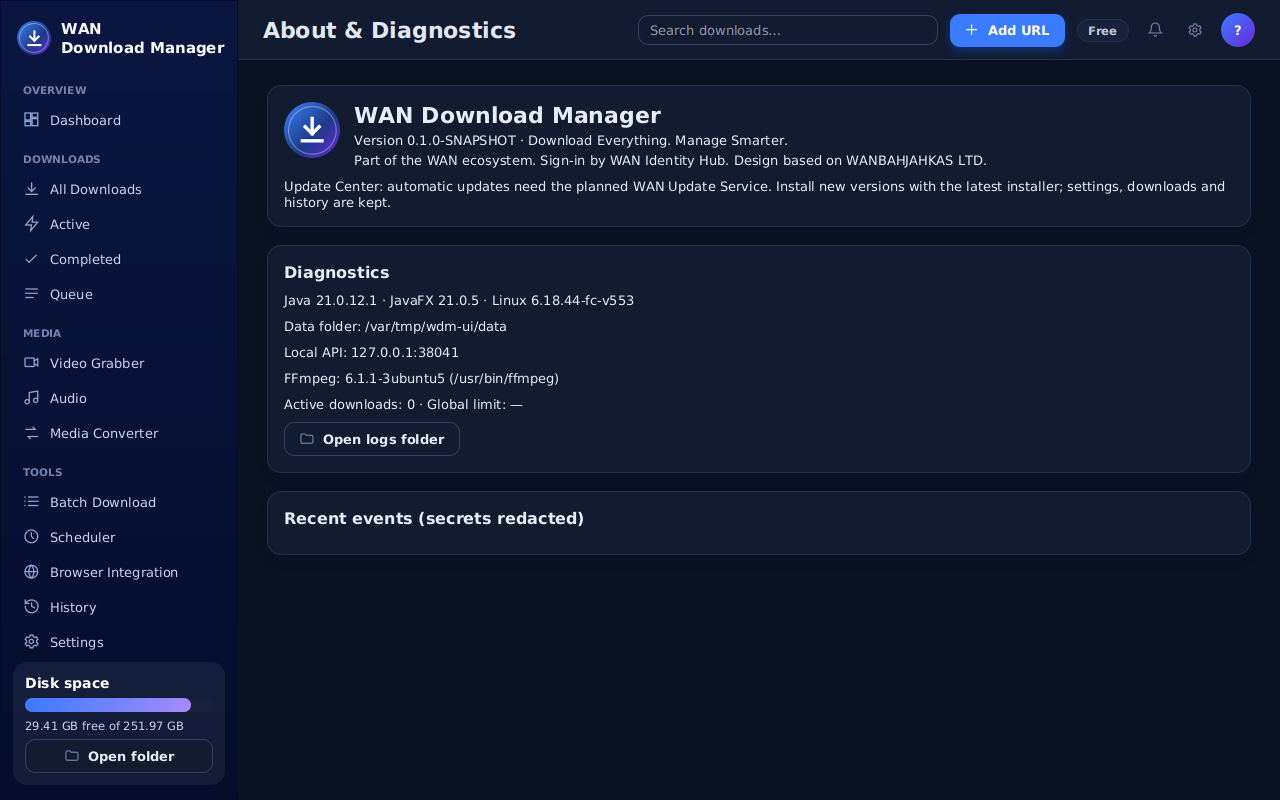 WAN
Download Manager
OVERVIEW
Dashboard
DOWNLOADS
All Downloads
Active
Completed
Queue
MEDIA
Video Grabber
Audio
Media Converter
TOOLS
Batch Download
Scheduler
Browser Integration
History
Settings
Disk space
29.41 GB free of 251.97 GB
Open folder
About & Diagnostics
Search downloads...
Add URL
Free
?
WAN Download Manager
Version 0.1.0-SNAPSHOT · Download Everything. Manage Smarter.
Part of the WAN ecosystem. Sign-in by WAN Identity Hub. Design based on WANBAHJAHKAS LTD.
Update Center: automatic updates need the planned WAN Update Service. Install new versions with the latest installer; settings, downloads and
history are kept.
Diagnostics
Java 21.0.12.1 · JavaFX 21.0.5 · Linux 6.18.44-fc-v553
Data folder: /var/tmp/wdm-ui/data
Local API: 127.0.0.1:38041
FFmpeg: 6.1.1-3ubuntu5 (/usr/bin/ffmpeg)
Active downloads: 0 · Global limit: —
Open logs folder
Recent events (secrets redacted)